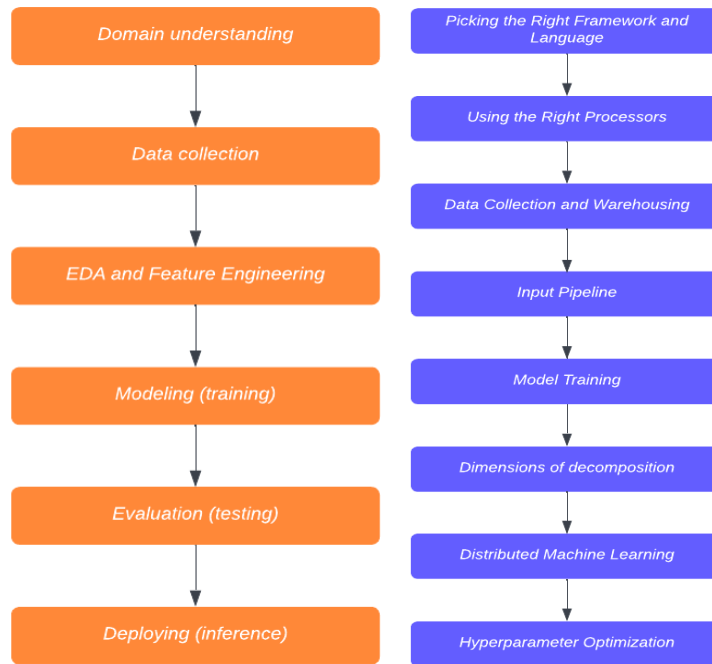 Domain understanding
Data collection
EDA and Feature Engineering
Modeling (training)
Evaluation (testing)
Deploying (inference)
Picking the Right Framework and
Language
Using the Right Processors
Data Collection and Warehousing
Input Pipeline
Model Training
Dimensions of decomposition
Distributed Machine Learning
Hyperparameter Optimization